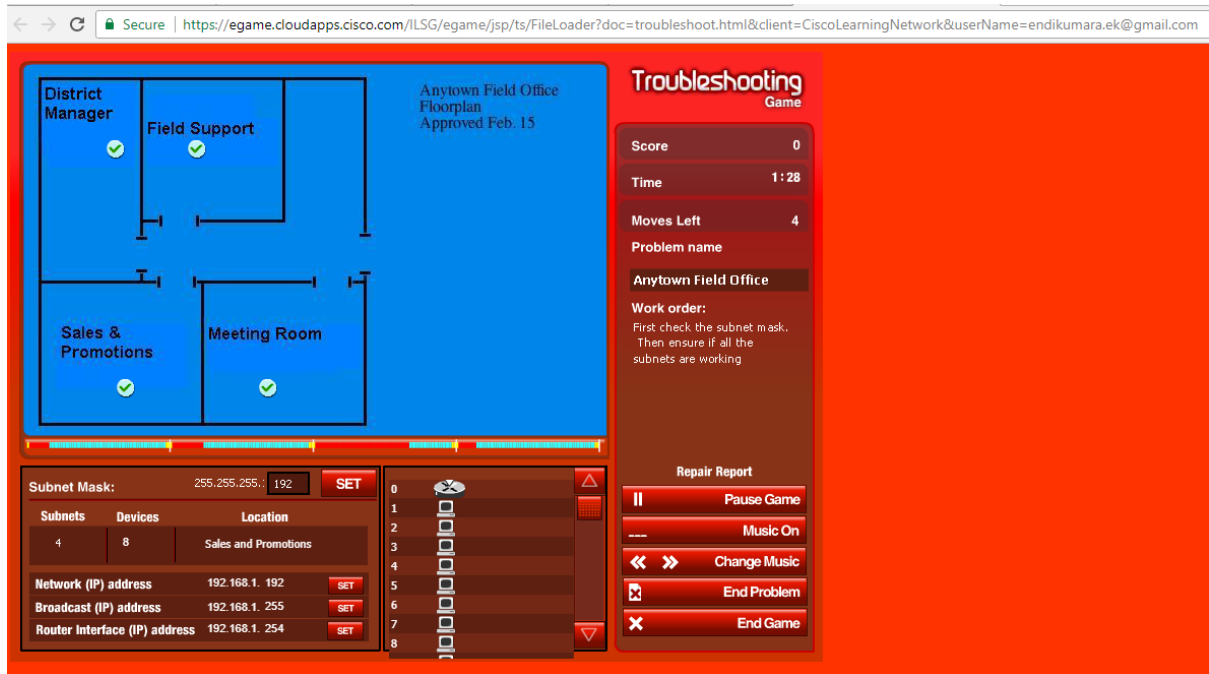 Secure | https://egame.cloudapps.cisco.com/ILSG/egame/jsp/ts/FileLoader?doc=troubleshoot.html&client=CiscoLearningNetwork&userName=endikumara.ek@gmail.com
District
Manager
Field Support
Anytown Field Office
Floorplan
Approved Feb. 15
Sales &
Promotions
Meeting Room
Troubleshooting
Game
Score 0
Time 1:28
Moves Left 4
Problem name
Anytown Field Office
Work order:
First check the subnet mask.
Then ensure if all the
subnets are working
Repair Report
Pause Game
Music On
Change Music
End Problem
End Game
Subnet Mask: 255.255.255.: 192 SET
Subnets Devices Location
4 8 Sales and Promotions
Network (IP) address 192.168.1. 192 SET
Broadcast (IP) address 192.168.1. 255 SET
Router Interface (IP) address 192.168.1. 254 SET
0
1
2
3
4
5
6
7
8